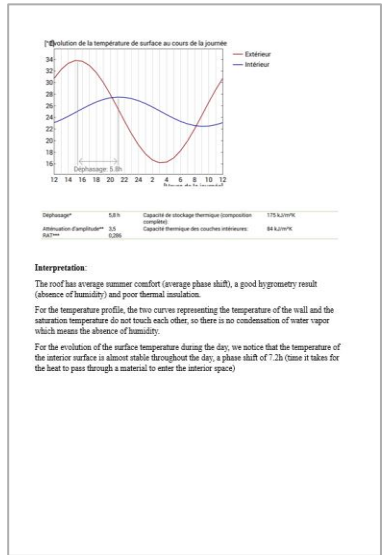 [°C]
Evolution de la température de surface au cours de la journée
Extérieur
Intérieur
34
32
30
28
26
24
22
20
18
16
Déphasage: 5.8h
12 14 16 18 20 22 24 2 4 6 8 10 12
Déphasage* 5,8 h Capacité de stockage thermique (composition complète): 175 kJ/m²K
Atténuation d'amplitude** 3,5 Capacité thermique des couches intérieures: 84 kJ/m²K
RAT*** 0,286
Interpretation:
The roof has average summer comfort (average phase shift), a good hygrometry result
(absence of humidity) and poor thermal insulation.
For the temperature profile, the two curves representing the temperature of the wall and the
saturation temperature do not touch each other, so there is no condensation of water vapor
which means the absence of humidity.
For the evolution of the surface temperature during the day, we notice that the temperature of
the interior surface is almost stable throughout the day, a phase shift of 7.2h (time it takes for
the heat to pass through a material to enter the interior space)